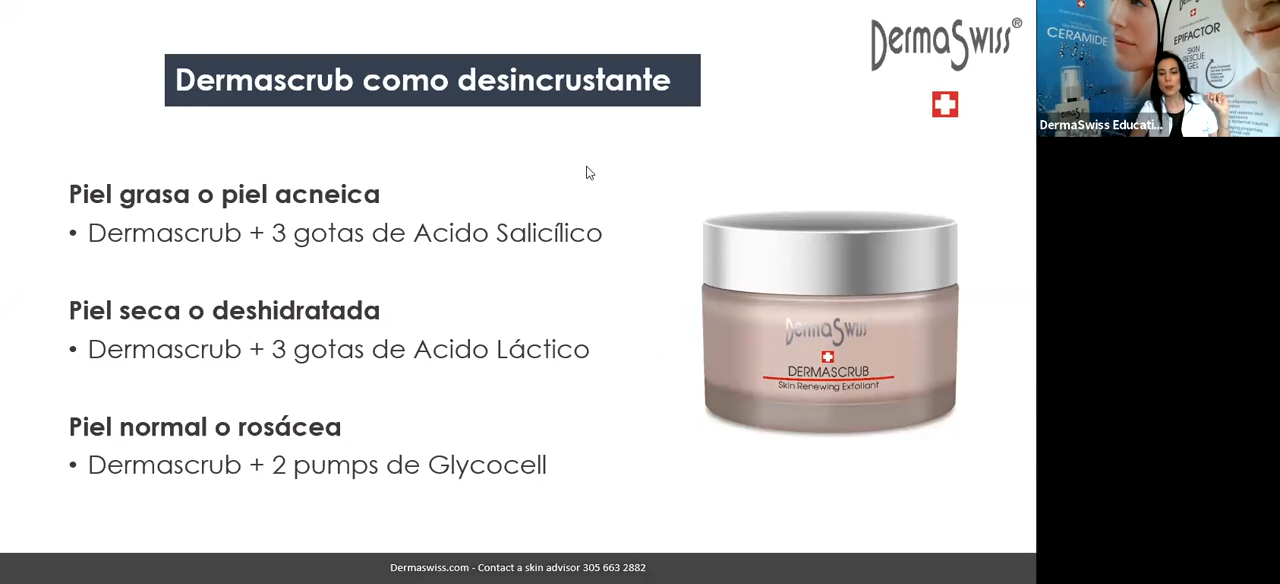 DermaSwiss®
Dermascrub como desincrustante
Piel grasa o piel acneica
• Dermascrub + 3 gotas de Acido Salicílico
Piel seca o deshidratada
• Dermascrub + 3 gotas de Acido Láctico
Piel normal o rosácea
• Dermascrub + 2 pumps de Glycocell
DermaSwiss
DERMASCRUB
Skin Renewing Exfoliant
Dermaswiss.com - Contact a skin advisor 305 663 2882
CERAMIDE
EPIFACTOR
SKIN
RESCUE
GEL
DermaSwiss Educati...